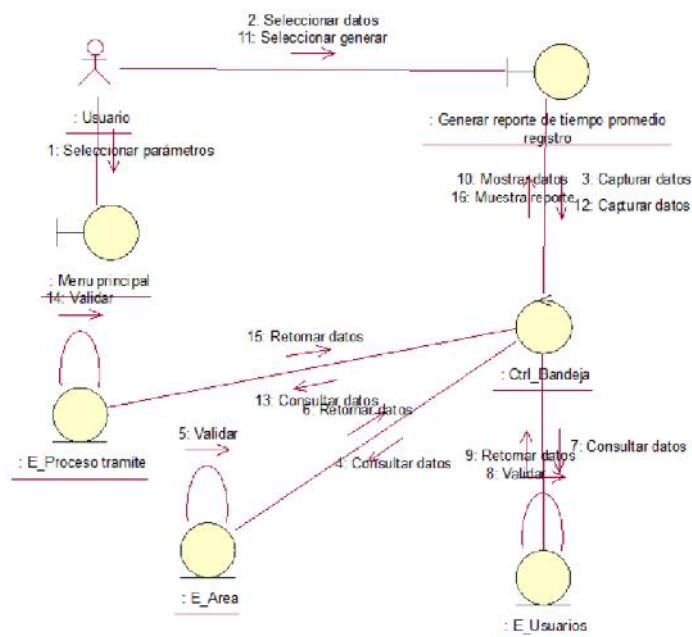 2: Seleccionar datos
11: Seleccionar generar
: Usuario
: Generar reporte de tiempo promedio
registro
1: Seleccionar parámetros
10: Mostrar datos
16: Muestra reporte
3: Capturar datos
12: Capturar datos
: Menu principal
14: Validar
15: Retornar datos
: Ctrl_Bandeja
13: Consultar datos
6: Retornar datos
5: Validar
4: Consultar datos
9: Retornar datos
8: Validar
7: Consultar datos
: E_Proceso tramite
: E_Area
: E_Usuarios